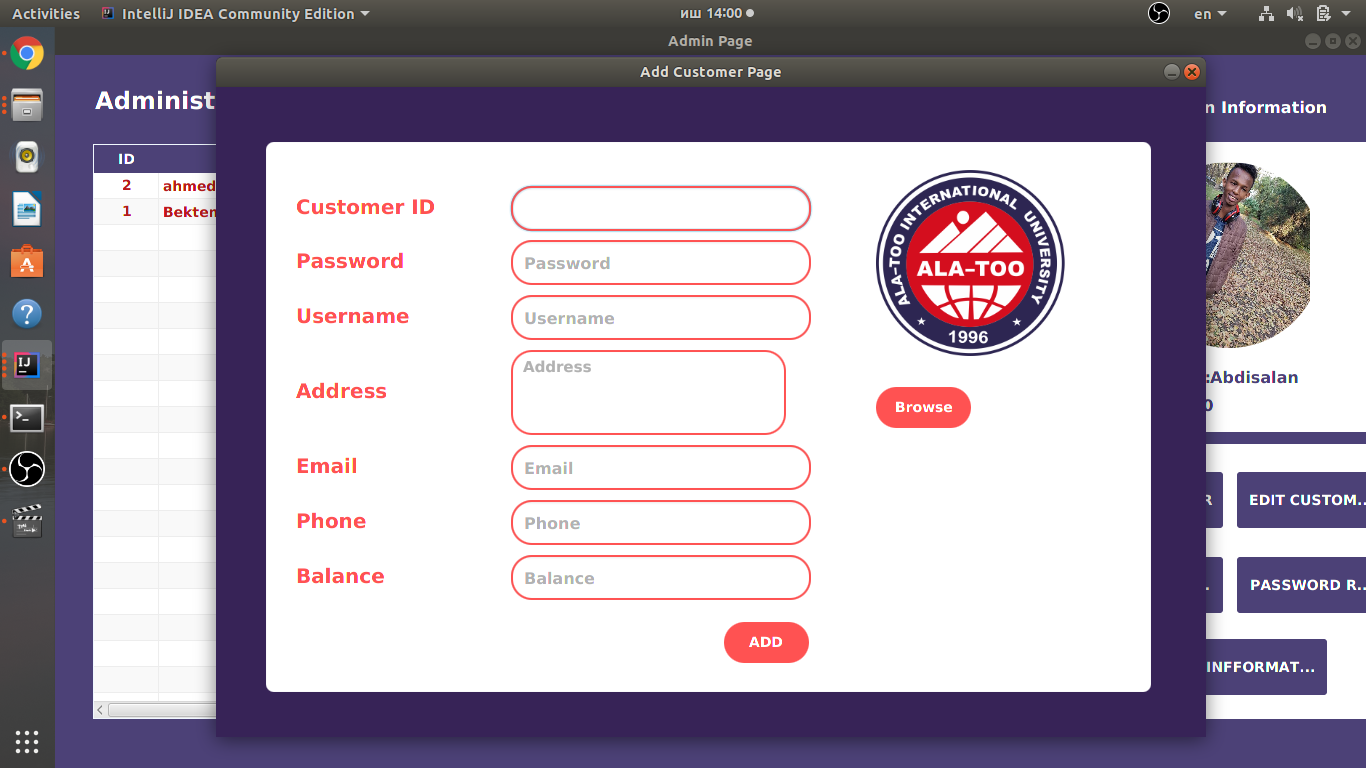 Activities
IntelliJ IDEA Community Edition
иш 14:00
en
Admin Page
Add Customer Page
Administ
n Information
ID
2 ahmed
1 Bekten
Customer ID
Password
Password
Username
Username
Address
Address
Email
Email
Phone
Phone
Balance
Balance
ADD
ALA-TOO INTERNATIONAL UNIVERSITY
ALA-TOO
1996
Browse
:Abdisalan
0
R
EDIT CUSTOM...
.
PASSWORD R...
INFFORMAT...